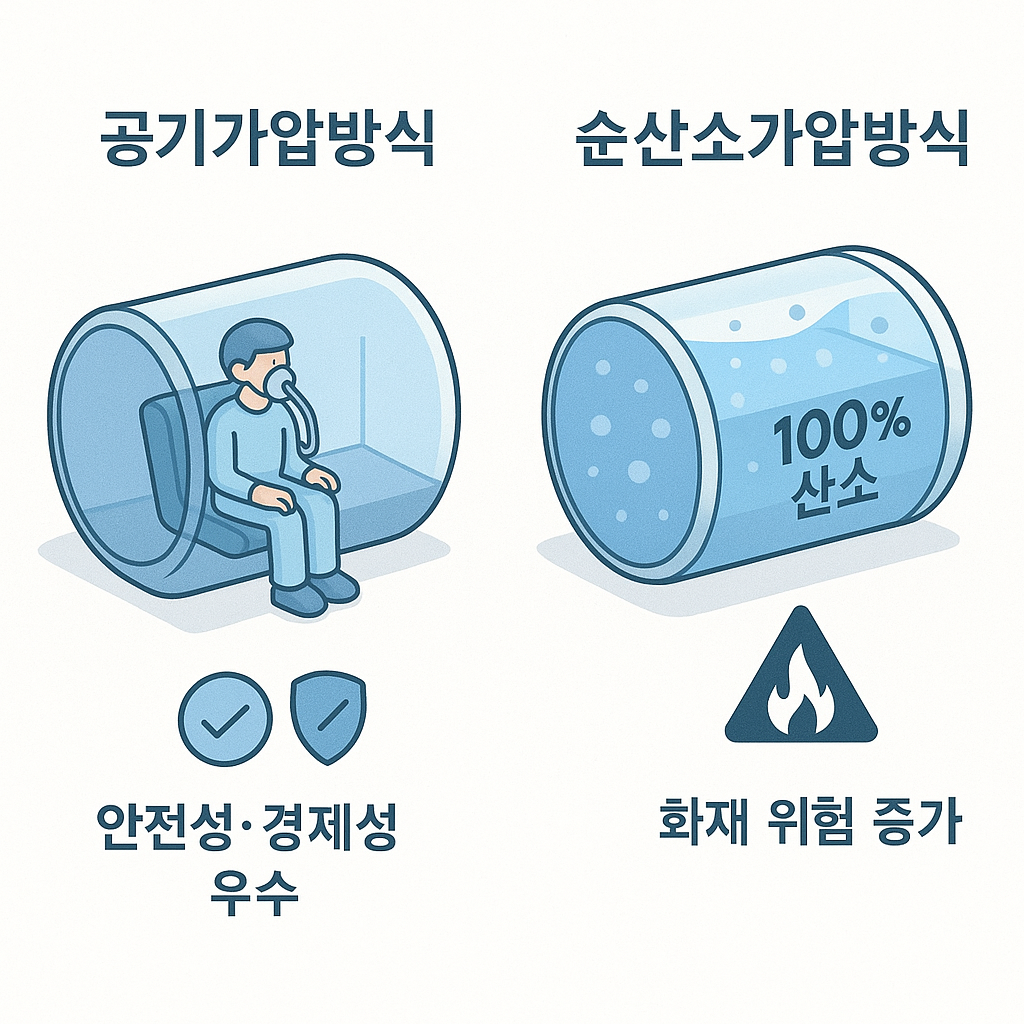 공기가압방식
순산소가압방식
100%
산소
안전성·경제성
우수
화재 위험 증가